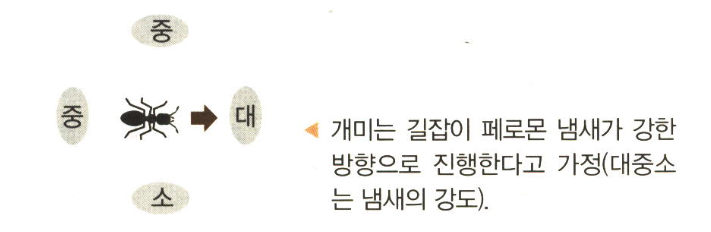 중
중
대
소
개미는 길잡이 페로몬 냄새가 강한
방향으로 진행한다고 가정(대중소
는 냄새의 강도).